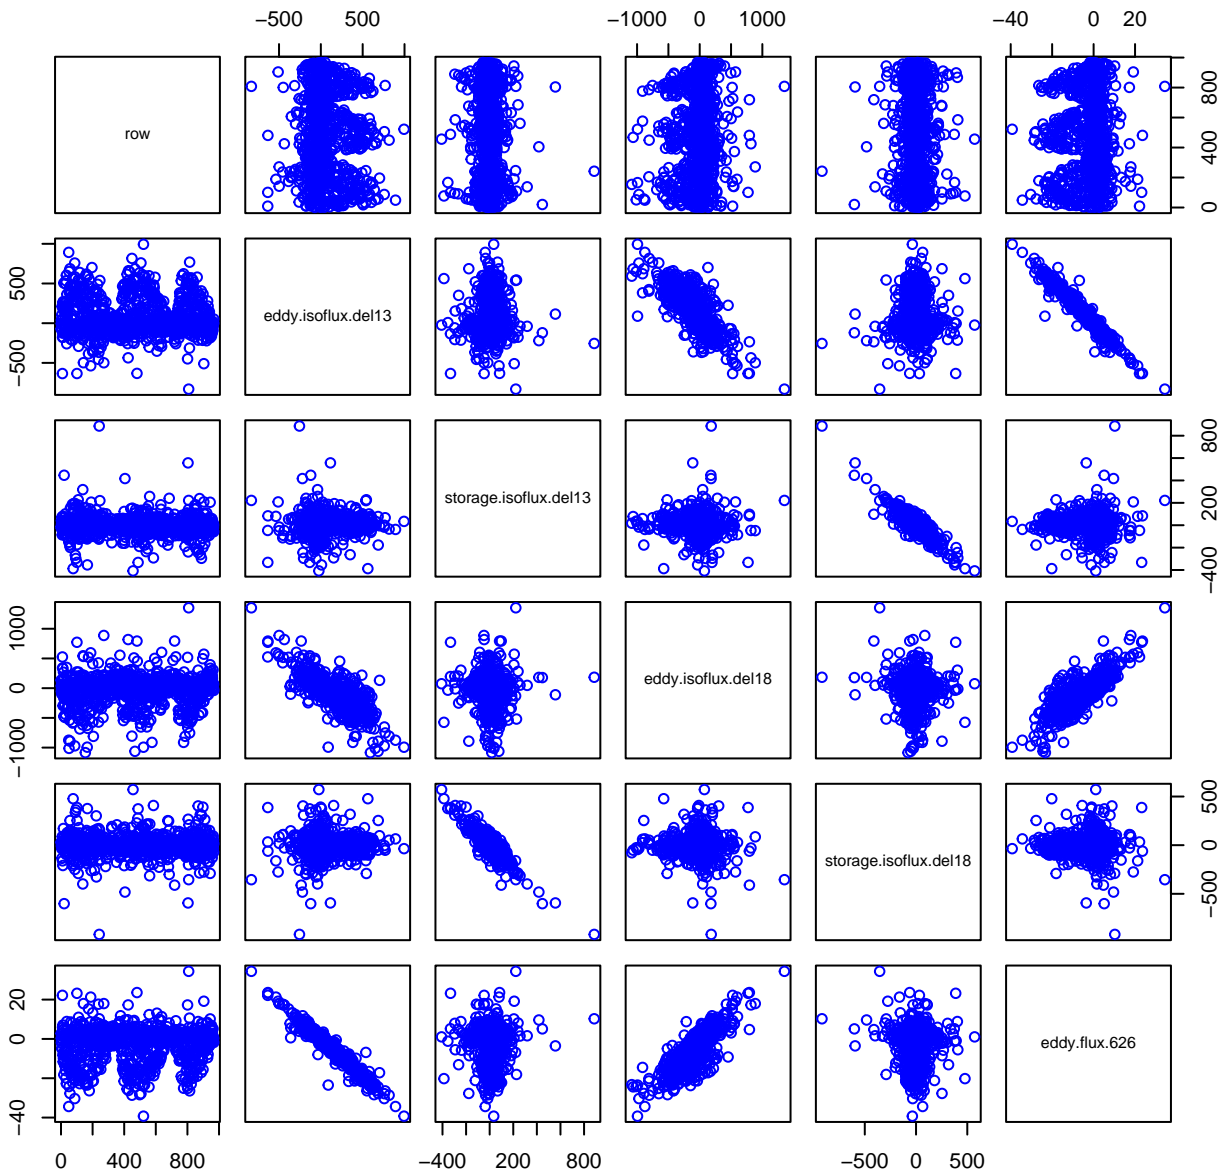 −500 500 −1000 0 1000 −40 0 20
row
0 400 800
−500 500
eddy.isoflux.del13
storage.isoflux.del13
−400 200 800
−1000 0 1000
eddy.isoflux.del18
storage.isoflux.del18
−500 0 500
−40 0 20
eddy.flux.626
0 400 800 −400 0 800 −500 0 500